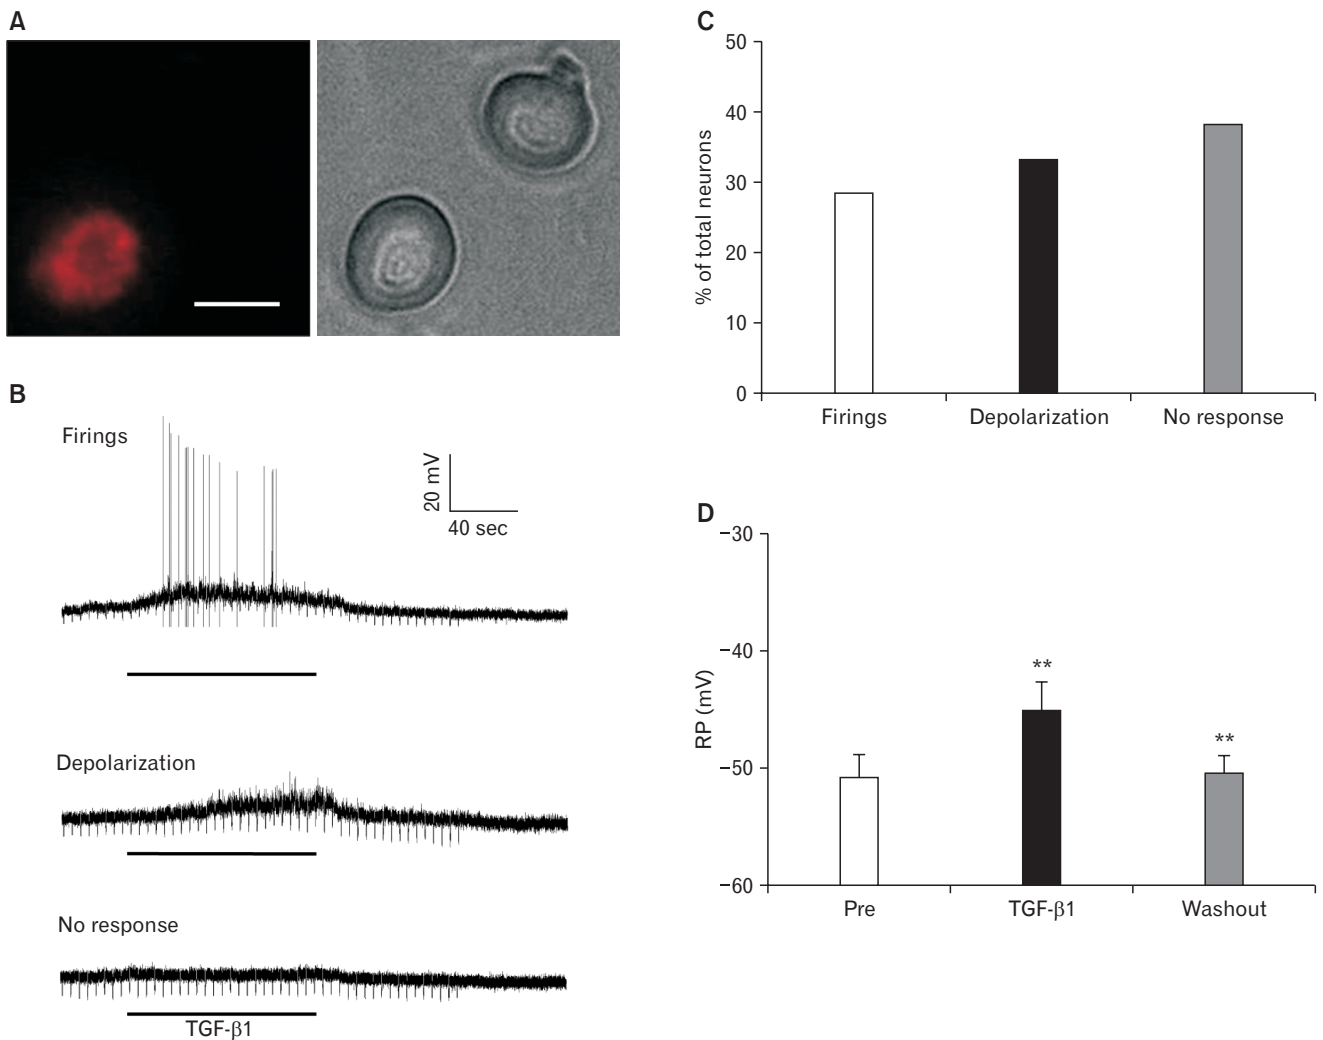 A
B
Firings
20 mV
40 sec
Depolarization
No response
TGF-β1
C
50
40
30
20
10
0
% of total neurons
Firings Depolarization No response
D
−30
−40
−50
−60
RP (mV)
**
**
Pre TGF-β1 Washout